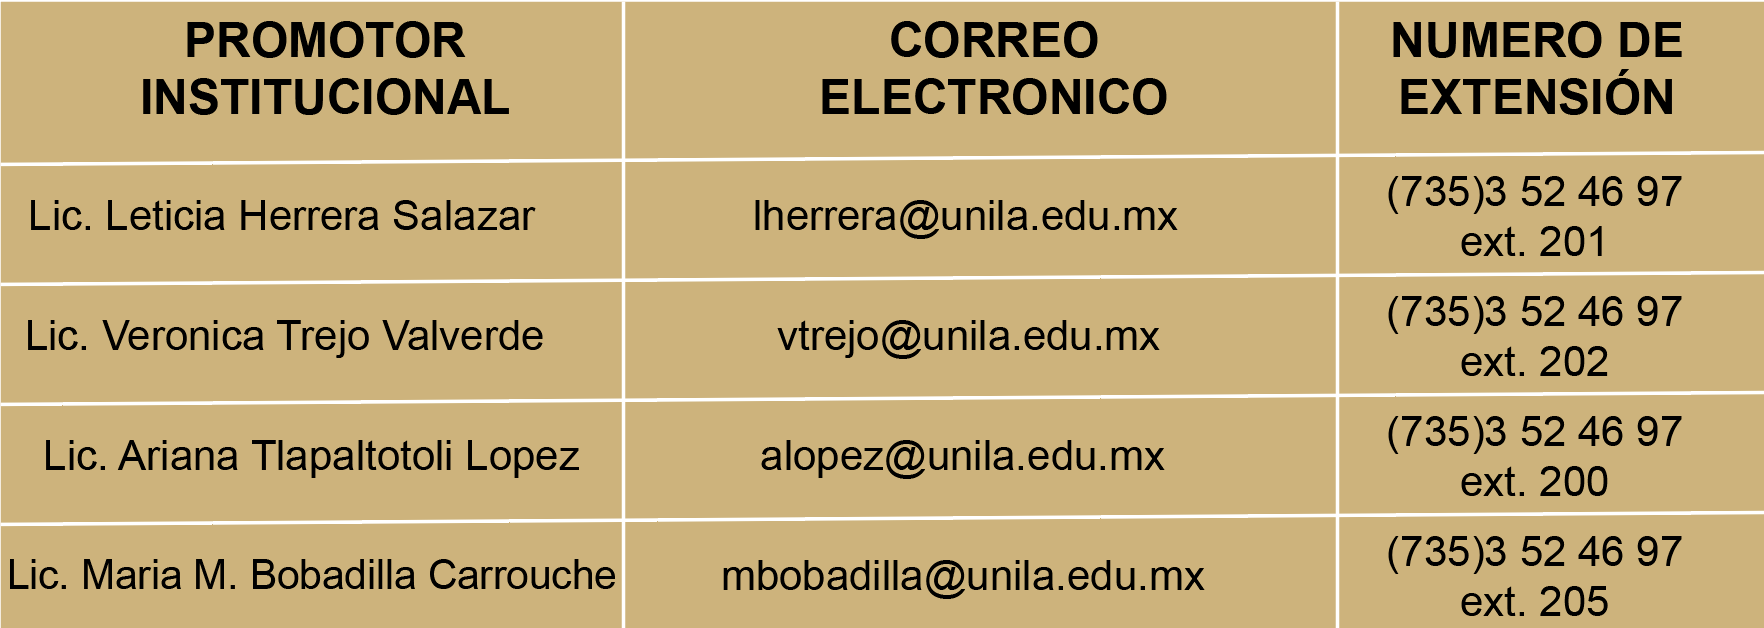 PROMOTOR
INSTITUCIONAL
CORREO
ELECTRONICO
NUMERO DE
EXTENSIÓN
Lic. Leticia Herrera Salazar
lherrera@unila.edu.mx
(735)3 52 46 97
ext. 201
Lic. Veronica Trejo Valverde
vtrejo@unila.edu.mx
(735)3 52 46 97
ext. 202
Lic. Ariana Tlapaltotoli Lopez
alopez@unila.edu.mx
(735)3 52 46 97
ext. 200
Lic. Maria M. Bobadilla Carrouche
mbobadilla@unila.edu.mx
(735)3 52 46 97
ext. 205